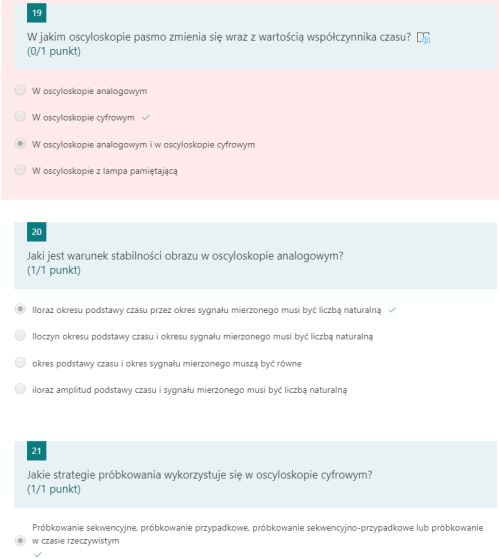 19
W jakim oscyloskopie pasmo zmienia się wraz z wartością współczynnika czasu?
(0/1 punkt)
W oscyloskopie analogowym
W oscyloskopie cyfrowym
W oscyloskopie analogowym i w oscyloskopie cyfrowym
W oscyloskopie z lampa pamiętającą
20
Jaki jest warunek stabilności obrazu w oscyloskopie analogowym?
(1/1 punkt)
Iloraz okresu podstawy czasu przez okres sygnału mierzonego musi być liczbą naturalną
Iloczyn okresu podstawy czasu i okresu sygnału mierzonego musi być liczbą naturalną
okres podstawy czasu i okres sygnału mierzonego muszą być równe
iloraz amplitud podstawy czasu i sygnału mierzonego musi być liczbą naturalną
21
Jakie strategie próbkowania wykorzystuje się w oscyloskopie cyfrowym?
(1/1 punkt)
Próbkowanie sekwencyjne, próbkowanie przypadkowe, próbkowanie sekwencyjno-przypadkowe lub próbkowanie
w czasie rzeczywistym